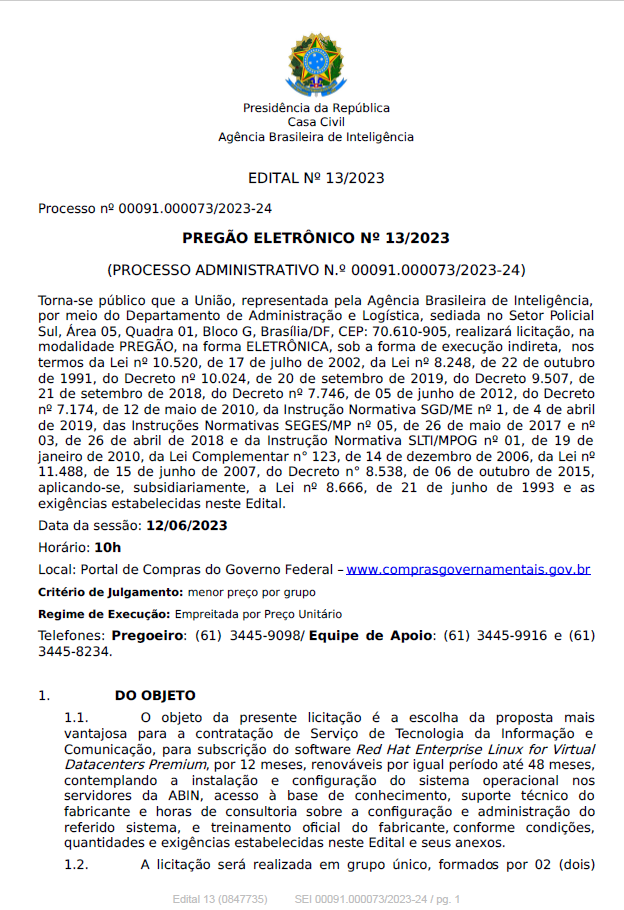 Presidência da República
Casa Civil
Agência Brasileira de Inteligência
EDITAL Nº 13/2023
Processo nº 00091.000073/2023-24
PREGÃO ELETRÔNICO Nº 13/2023
(PROCESSO ADMINISTRATIVO N.º 00091.000073/2023-24)
Torna-se público que a União, representada pela Agência Brasileira de Inteligência,
por meio do Departamento de Administração e Logística, sediada no Setor Policial
Sul, Área 05, Quadra 01, Bloco G, Brasília/DF, CEP: 70.610-905, realizará licitação, na
modalidade PREGÃO, na forma ELETRÔNICA, sob a forma de execução indireta, nos
termos da Lei nº 10.520, de 17 de julho de 2002, da Lei nº 8.248, de 22 de outubro
de 1991, do Decreto nº 10.024, de 20 de setembro de 2019, do Decreto 9.507, de
21 de setembro de 2018, do Decreto nº 7.746, de 05 de junho de 2012, do Decreto
nº 7.174, de 12 de maio de 2010, da Instrução Normativa SGD/ME nº 1, de 4 de abril
de 2019, das Instruções Normativas SEGES/MP nº 05, de 26 de maio de 2017 e nº
03, de 26 de abril de 2018 e da Instrução Normativa SLTI/MPOG nº 01, de 19 de
janeiro de 2010, da Lei Complementar n° 123, de 14 de dezembro de 2006, da Lei nº
11.488, de 15 de junho de 2007, do Decreto n° 8.538, de 06 de outubro de 2015,
aplicando-se, subsidiariamente, a Lei nº 8.666, de 21 de junho de 1993 e as
exigências estabelecidas neste Edital.
Data da sessão: 12/06/2023
Horário: 10h
Local: Portal de Compras do Governo Federal – www.comprasgovernamentais.gov.br
Critério de Julgamento: menor preço por grupo
Regime de Execução: Empreitada por Preço Unitário
Telefones: Pregoeiro: (61) 3445-9098/ Equipe de Apoio: (61) 3445-9916 e (61)
3445-8234.
1. DO OBJETO
1.1. O objeto da presente licitação é a escolha da proposta mais
vantajosa para a contratação de Serviço de Tecnologia da Informação e
Comunicação, para subscrição do software Red Hat Enterprise Linux for Virtual
Datacenters Premium, por 12 meses, renováveis por igual período até 48 meses,
contemplando a instalação e configuração do sistema operacional nos
servidores da ABIN, acesso à base de conhecimento, suporte técnico do
fabricante e horas de consultoria sobre a configuração e administração do
referido sistema, e treinamento oficial do fabricante, conforme condições,
quantidades e exigências estabelecidas neste Edital e seus anexos.
1.2. A licitação será realizada em grupo único, formados por 02 (dois)
Edital 13 (0847735) SEI 00091.000073/2023-24 / pg. 1